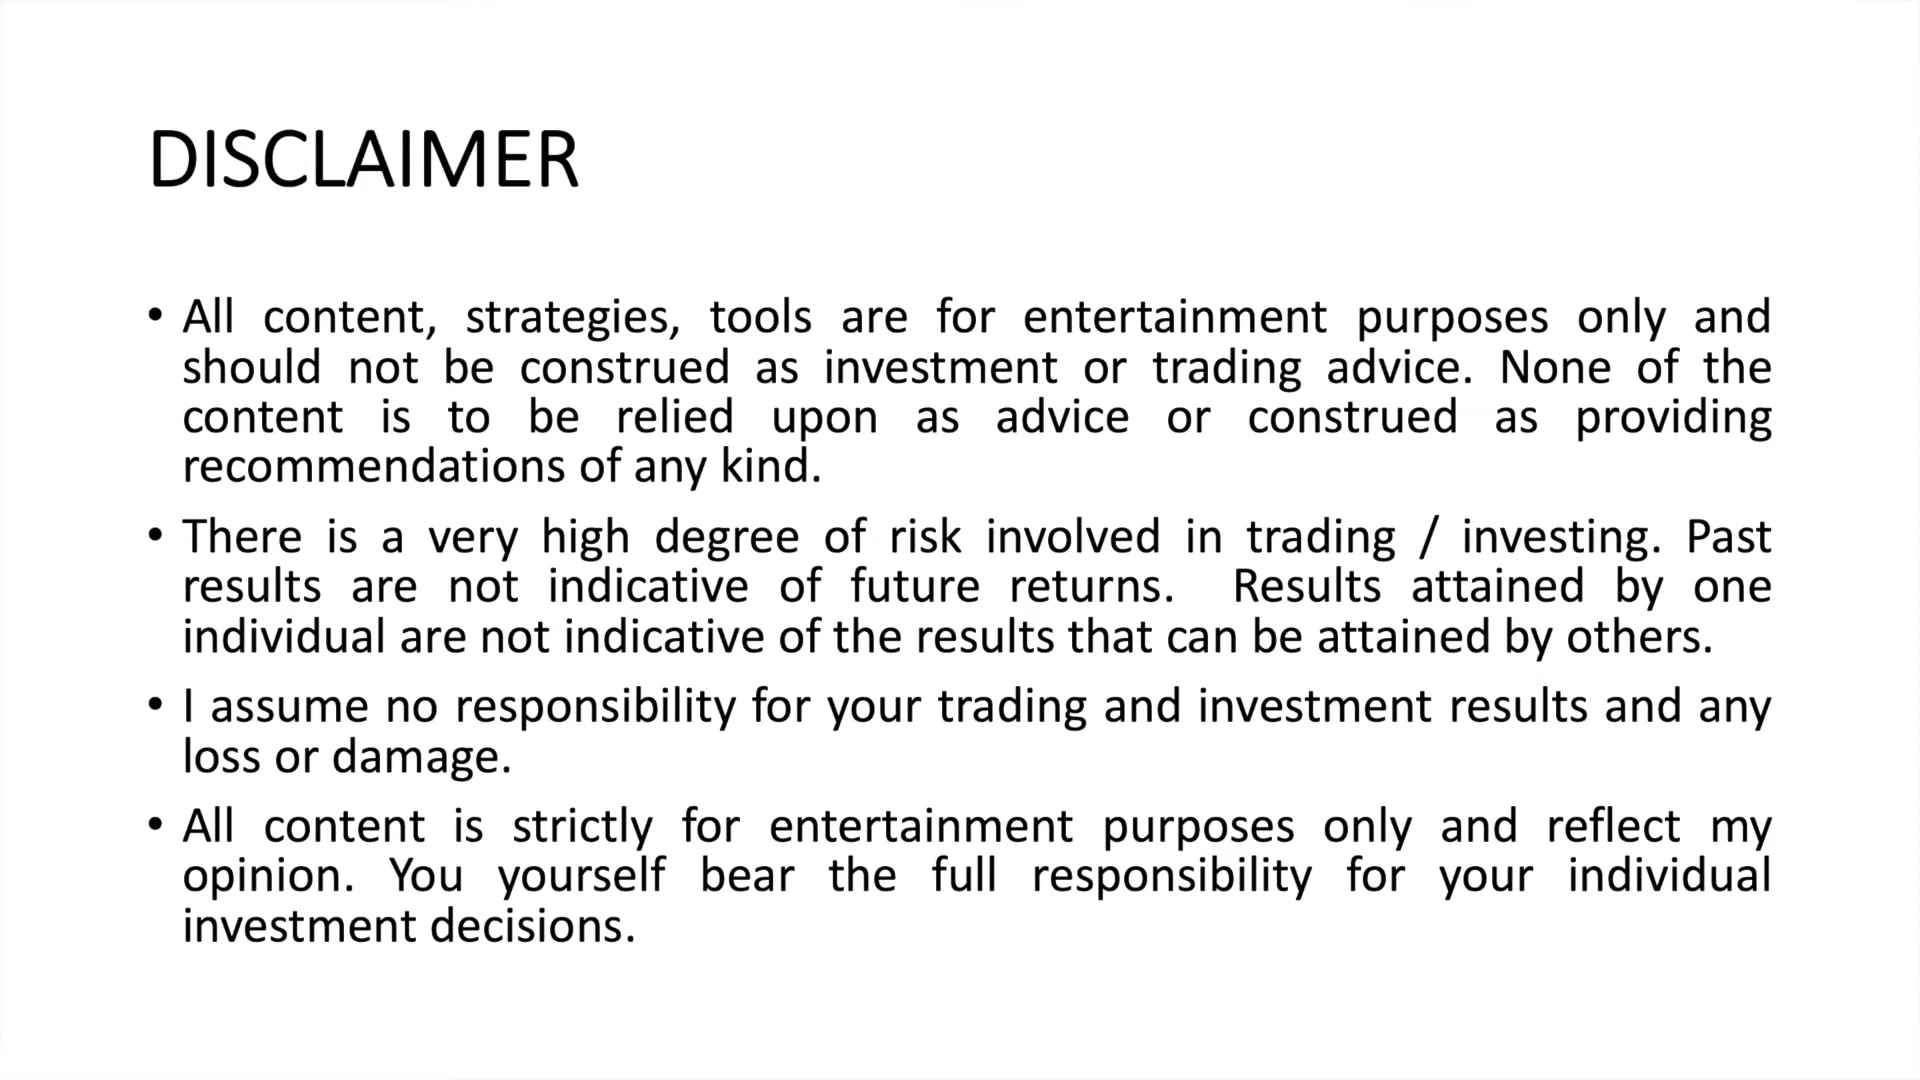 DISCLAIMER
• All content, strategies, tools are for entertainment purposes only and
should not be construed as investment or trading advice. None of the
content is to be relied upon as advice or construed as providing
recommendations of any kind.
• There is a very high degree of risk involved in trading / investing. Past
results are not indicative of future returns.  Results attained by one
individual are not indicative of the results that can be attained by others.
• I assume no responsibility for your trading and investment results and any
loss or damage.
• All content is strictly for entertainment purposes only and reflect my
opinion. You yourself bear the full responsibility for your individual
investment decisions.